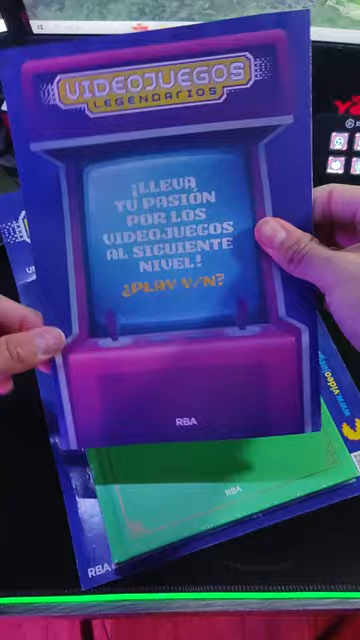 VIDEOJUEGOS
LEGENDARIOS
¡LLEVA
TU PASIÓN
POR LOS
VIDEOJUEGOS
AL SIGUIENTE
NIVEL!
¿PLAY Y/N?
RBA
RBA
RBA